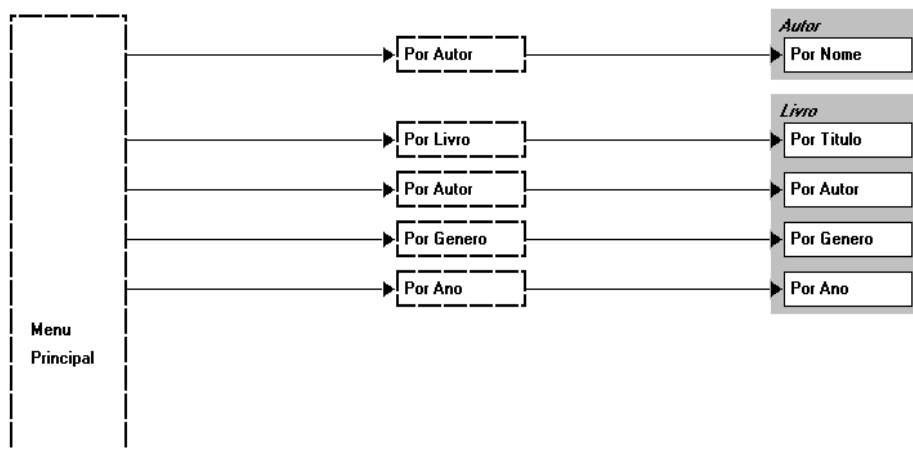 Autor
Por Autor
Por Nome
Livro
Por Livro
Por Titulo
Por Autor
Por Autor
Por Genero
Por Genero
Por Ano
Por Ano
Menu
Principal